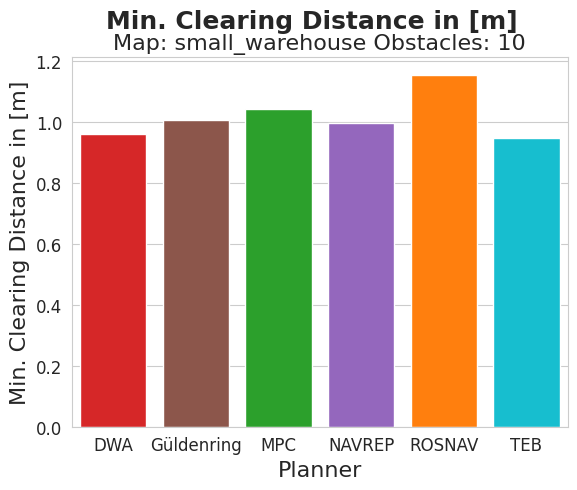 Min. Clearing Distance in [m]
Map: small_warehouse Obstacles: 10
Min. Clearing Distance in [m]
1.2
1.0
0.8
0.6
0.4
0.2
0.0
DWA Güldenring MPC NAVREP ROSNAV TEB
Planner